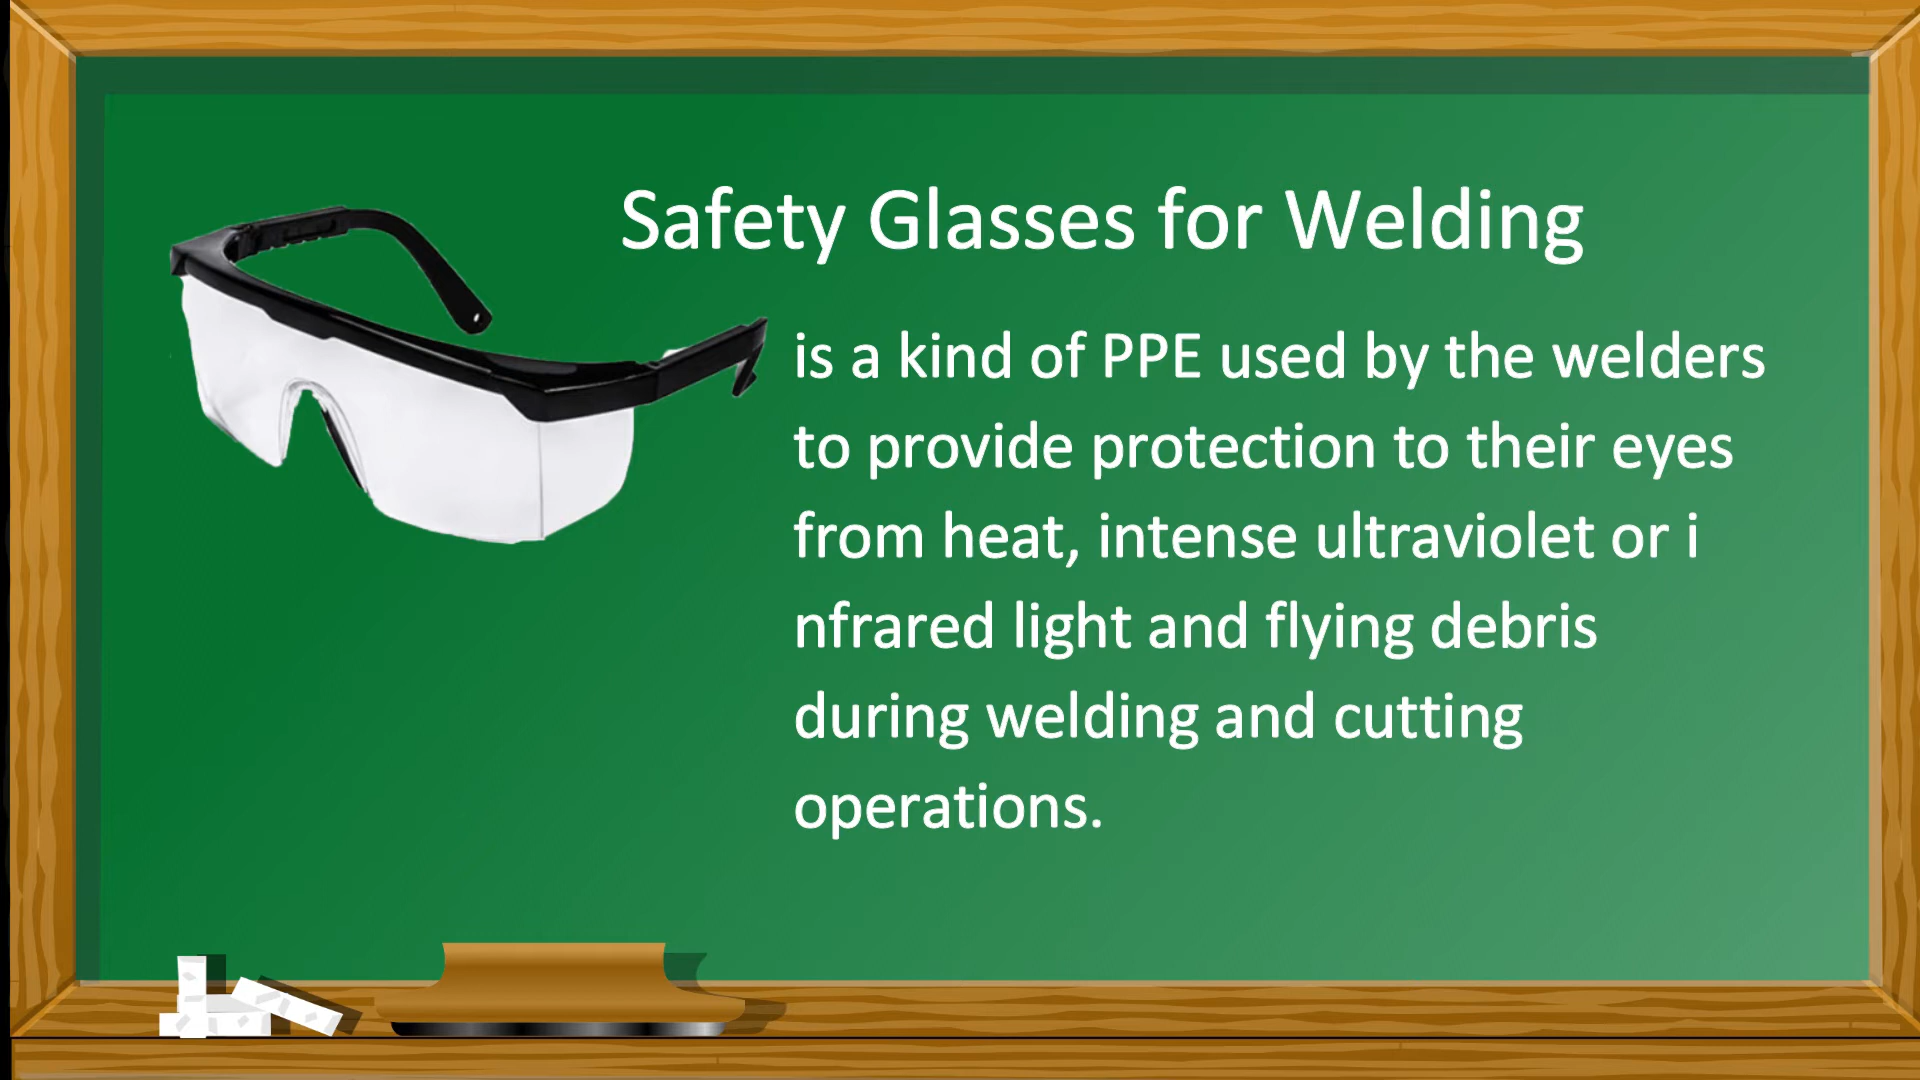 Safety Glasses for Welding
is a kind of PPE used by the welders
to provide protection to their eyes
from heat, intense ultraviolet or i
nfrared light and flying debris
during welding and cutting
operations.